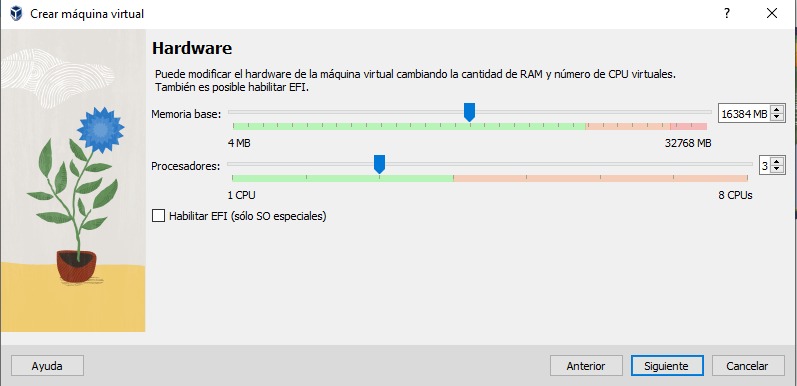 Crear máquina virtual
Hardware
Puede modificar el hardware de la máquina virtual cambiando la cantidad de RAM y número de CPU virtuales.
También es posible habilitar EFI.
Memoria base: 16384 MB
4 MB 32768 MB
Procesadores: 3
1 CPU 8 CPUs
Habilitar EFI (sólo SO especiales)
Ayuda Anterior Siguiente Cancelar